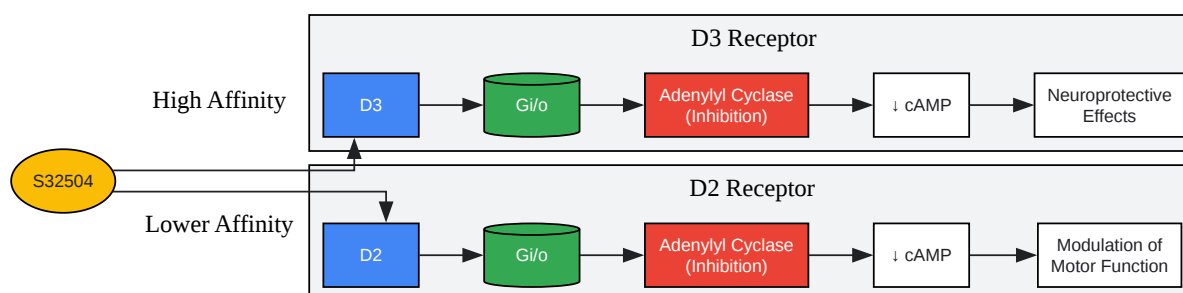 D3 Receptor
High Affinity
D3
Gi/o
Adenylyl Cyclase
(Inhibition)
↓ cAMP
Neuroprotective
Effects
S32504
D2 Receptor
Lower Affinity
D2
Gi/o
Adenylyl Cyclase
(Inhibition)
↓ cAMP
Modulation of
Motor Function